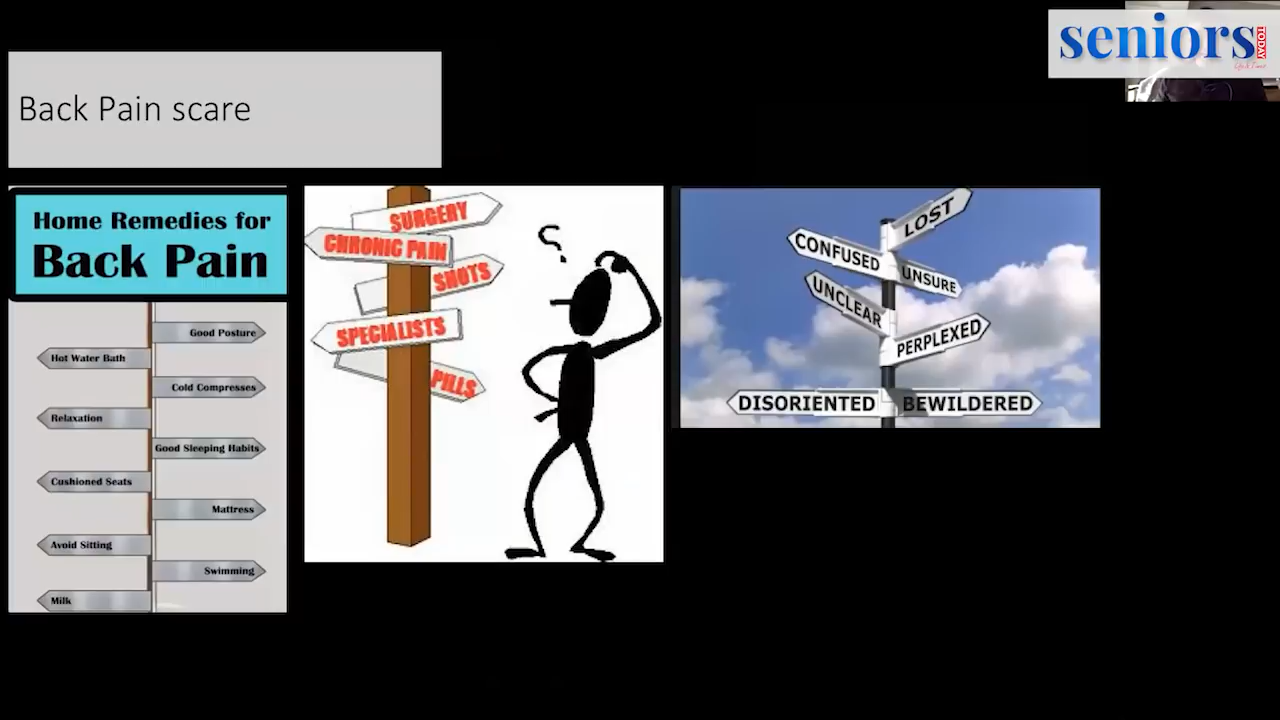 seniors
TODAY
Back Pain scare
Home Remedies for
Back Pain
Good Posture
Hot Water Bath
Cold Compresses
Relaxation
Good Sleeping Habits
Cushioned Seats
Mattress
Avoid Sitting
Swimming
Milk
SURGERY
CHRONIC PAIN
SHOTS
SPECIALISTS
PILLS
?
LOST
CONFUSED
UNSURE
UNCLEAR
PERPLEXED
DISORIENTED
BEWILDERED